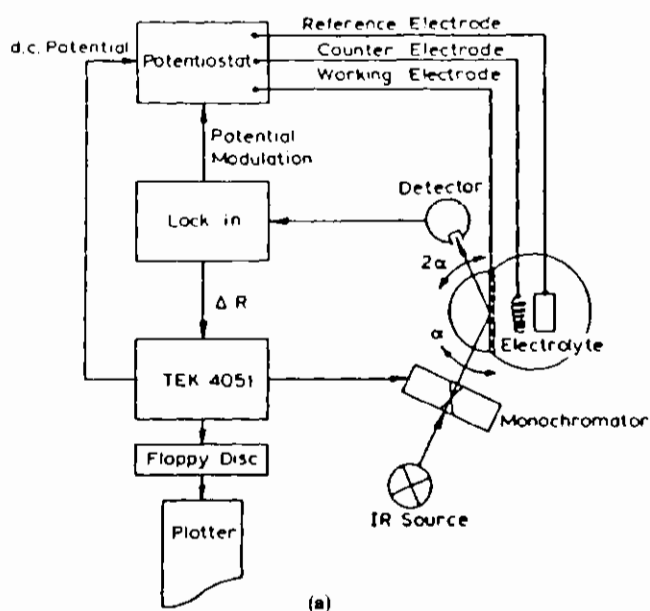 Reference Electrode
d.c. Potential
Counter Electrode
Potentiostat
Working Electrode
Potential
Modulation
Detector
Lock in
2α
Δ R
α
Electrolyte
TEK 4051
Monochromator
Floppy Disc
IR Source
Plotter
(a)